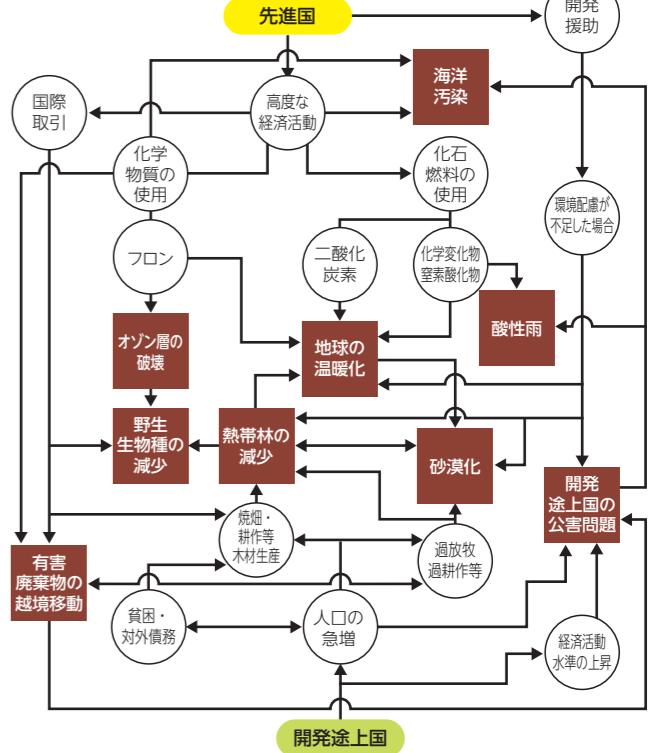 先進国
開発
援助
海洋
汚染
国際
取引
高度な
経済活動
化学
物質の
使用
化石
燃料の
使用
環境配慮が
不足した場合
フロン
二酸化
炭素
化学変化物
窒素酸化物
酸性雨
オゾン層の
破壊
地球の
温暖化
野生
生物種の
減少
熱帯林の
減少
砂漠化
開発
途上国の
公害問題
焼畑・
耕作等
木材生産
過放牧
過耕作等
有害
廃棄物の
越境移動
貧困・
対外債務
人口の
急増
経済活動
水準の上昇
開発途上国